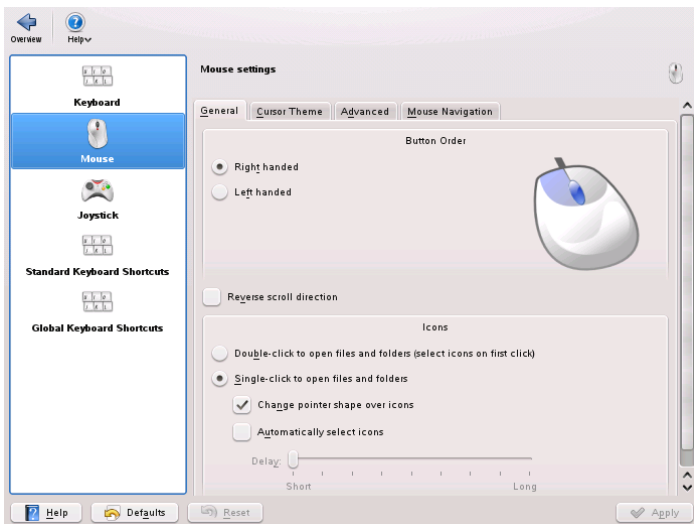 Overview Help
Keyboard
Mouse
Joystick
Standard Keyboard Shortcuts
Global Keyboard Shortcuts
Mouse settings
General Cursor Theme Advanced Mouse Navigation
Button Order
Right handed
Left handed
Reverse scroll direction
Icons
Double-click to open files and folders (select icons on first click)
Single-click to open files and folders
Change pointer shape over icons
Automatically select icons
Delay:
Short Long
Help Defaults Reset Apply